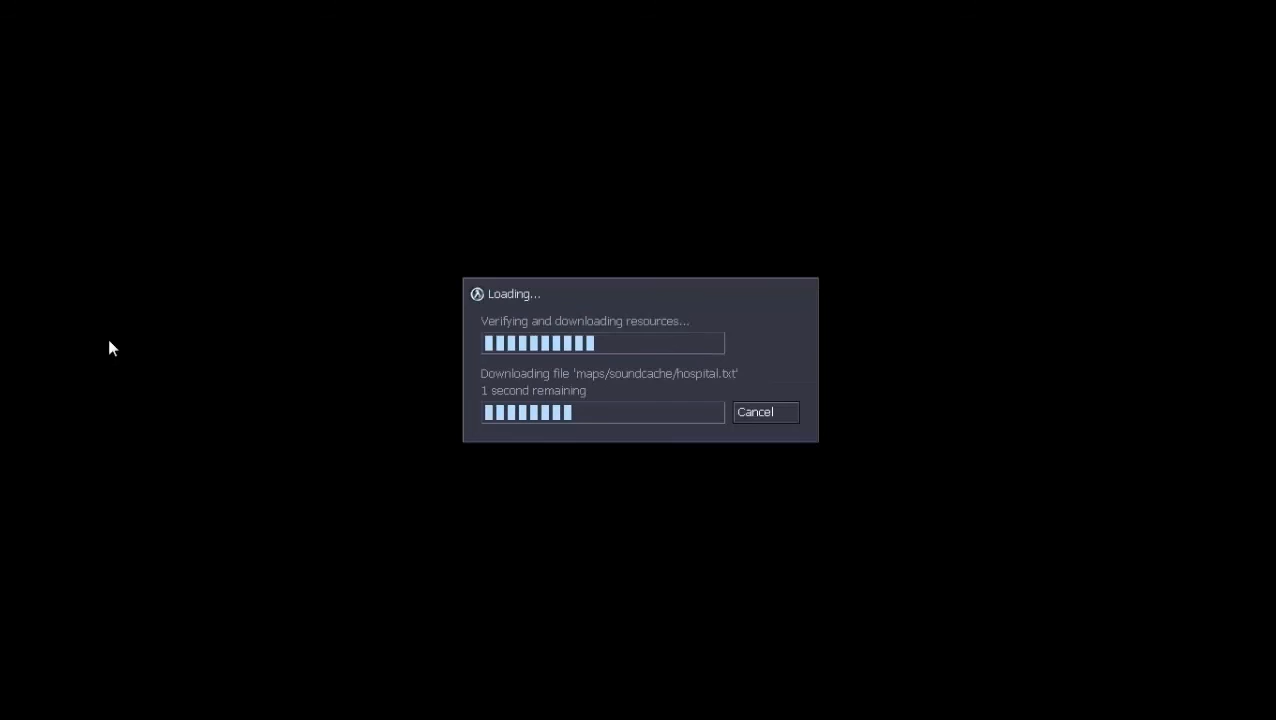 Loading...
Verifying and downloading resources...
Downloading file 'maps/soundcache/hospital.txt'
1 second remaining
Cancel